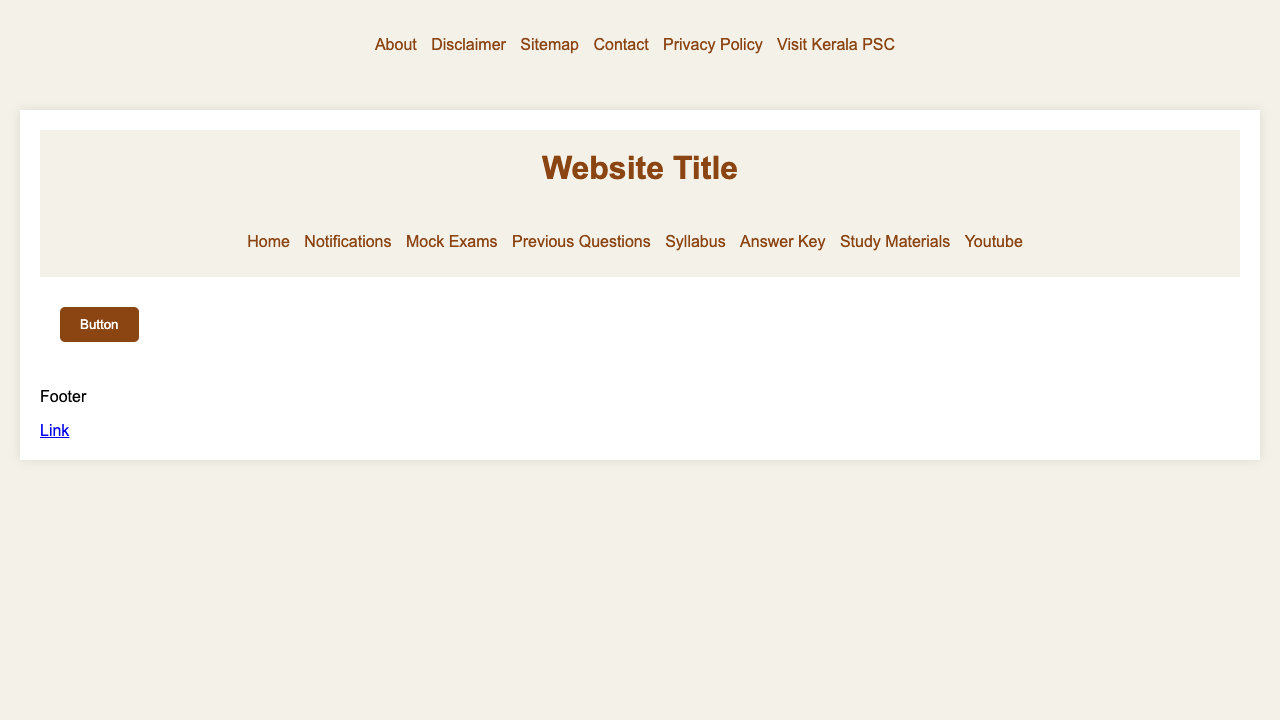 About Disclaimer Sitemap Contact Privacy Policy Visit Kerala PSC
Website Title
Home Notifications Mock Exams Previous Questions Syllabus Answer Key Study Materials Youtube
Button
Footer
Link